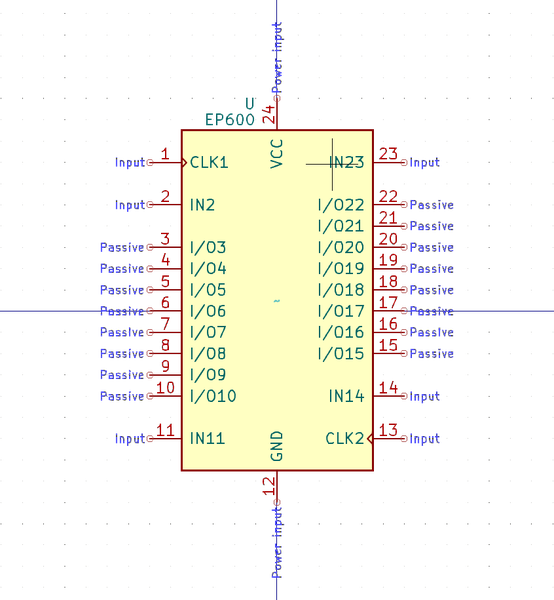 Power input
U
EP600
24
VCC
Input 1 CLK1
IN23 23 Input
Input 2 IN2
I/O22 22 Passive
I/O21 21 Passive
Passive 3 I/O3
I/O20 20 Passive
Passive 4 I/O4
I/O19 19 Passive
Passive 5 I/O5
I/O18 18 Passive
Passive 6 I/O6
I/O17 17 Passive
Passive 7 I/O7
I/O16 16 Passive
Passive 8 I/O8
I/O15 15 Passive
Passive 9 I/O9
Passive 10 I/O10
IN14 14 Input
Input 11 IN11
CLK2 13 Input
GND
12
Power input